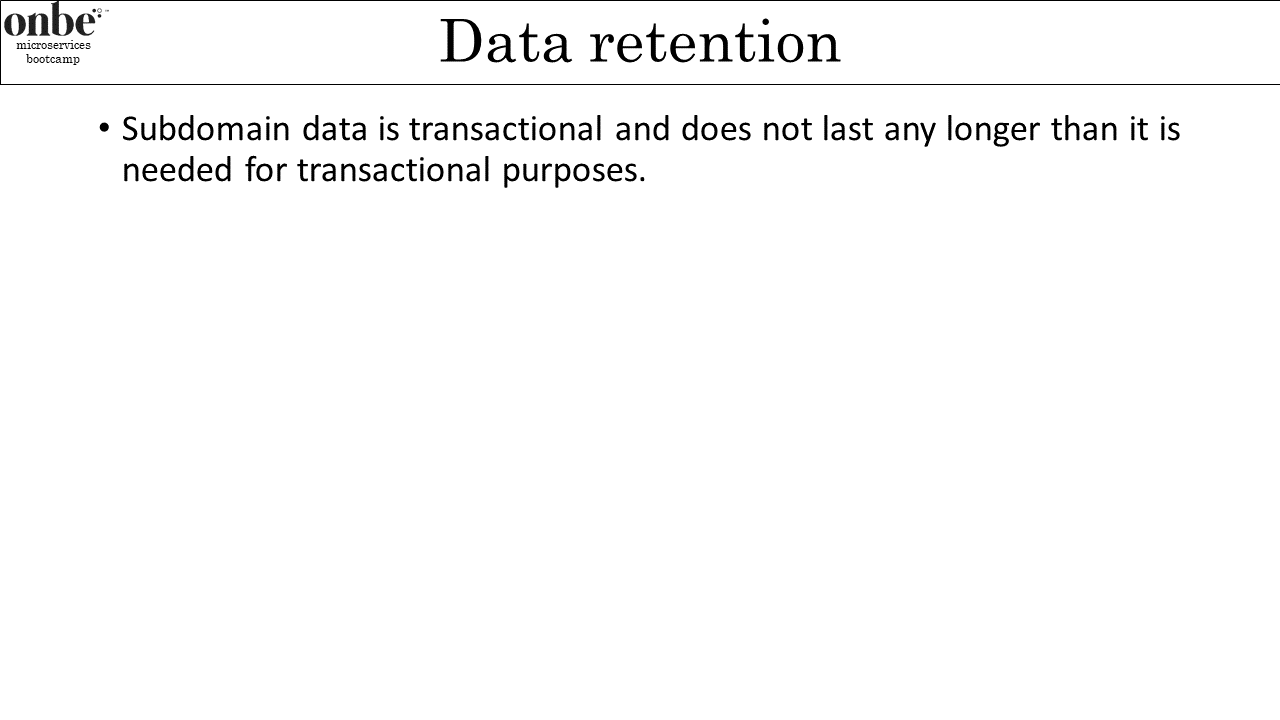 onbe
microservices
bootcamp
Data retention
• Subdomain data is transactional and does not last any longer than it is
needed for transactional purposes.